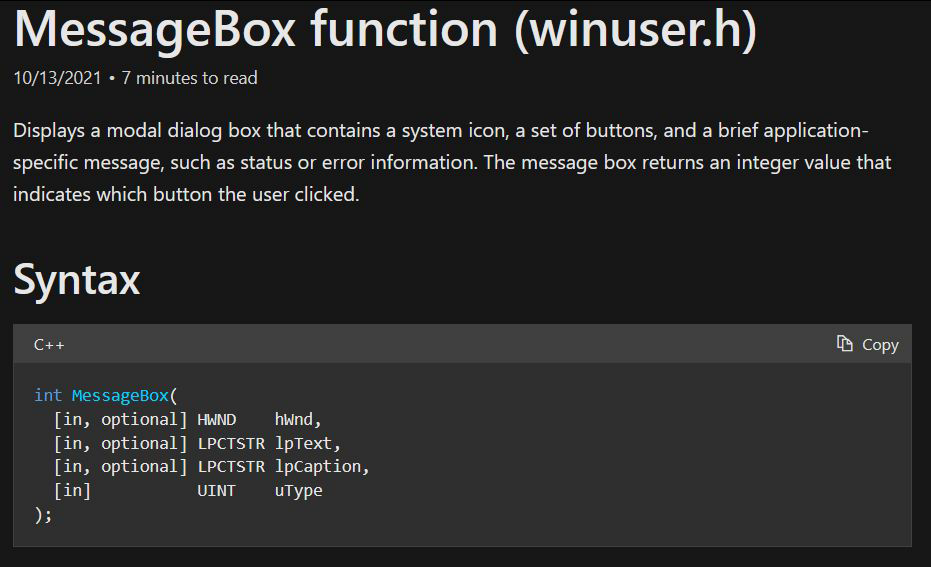 MessageBox function (winuser.h)
10/13/2021 • 7 minutes to read
Displays a modal dialog box that contains a system icon, a set of buttons, and a brief application-
specific message, such as status or error information. The message box returns an integer value that
indicates which button the user clicked.
Syntax
C++ Copy
int MessageBox(
  [in, optional] HWND    hWnd,
  [in, optional] LPCTSTR lpText,
  [in, optional] LPCTSTR lpCaption,
  [in]           UINT    uType
);